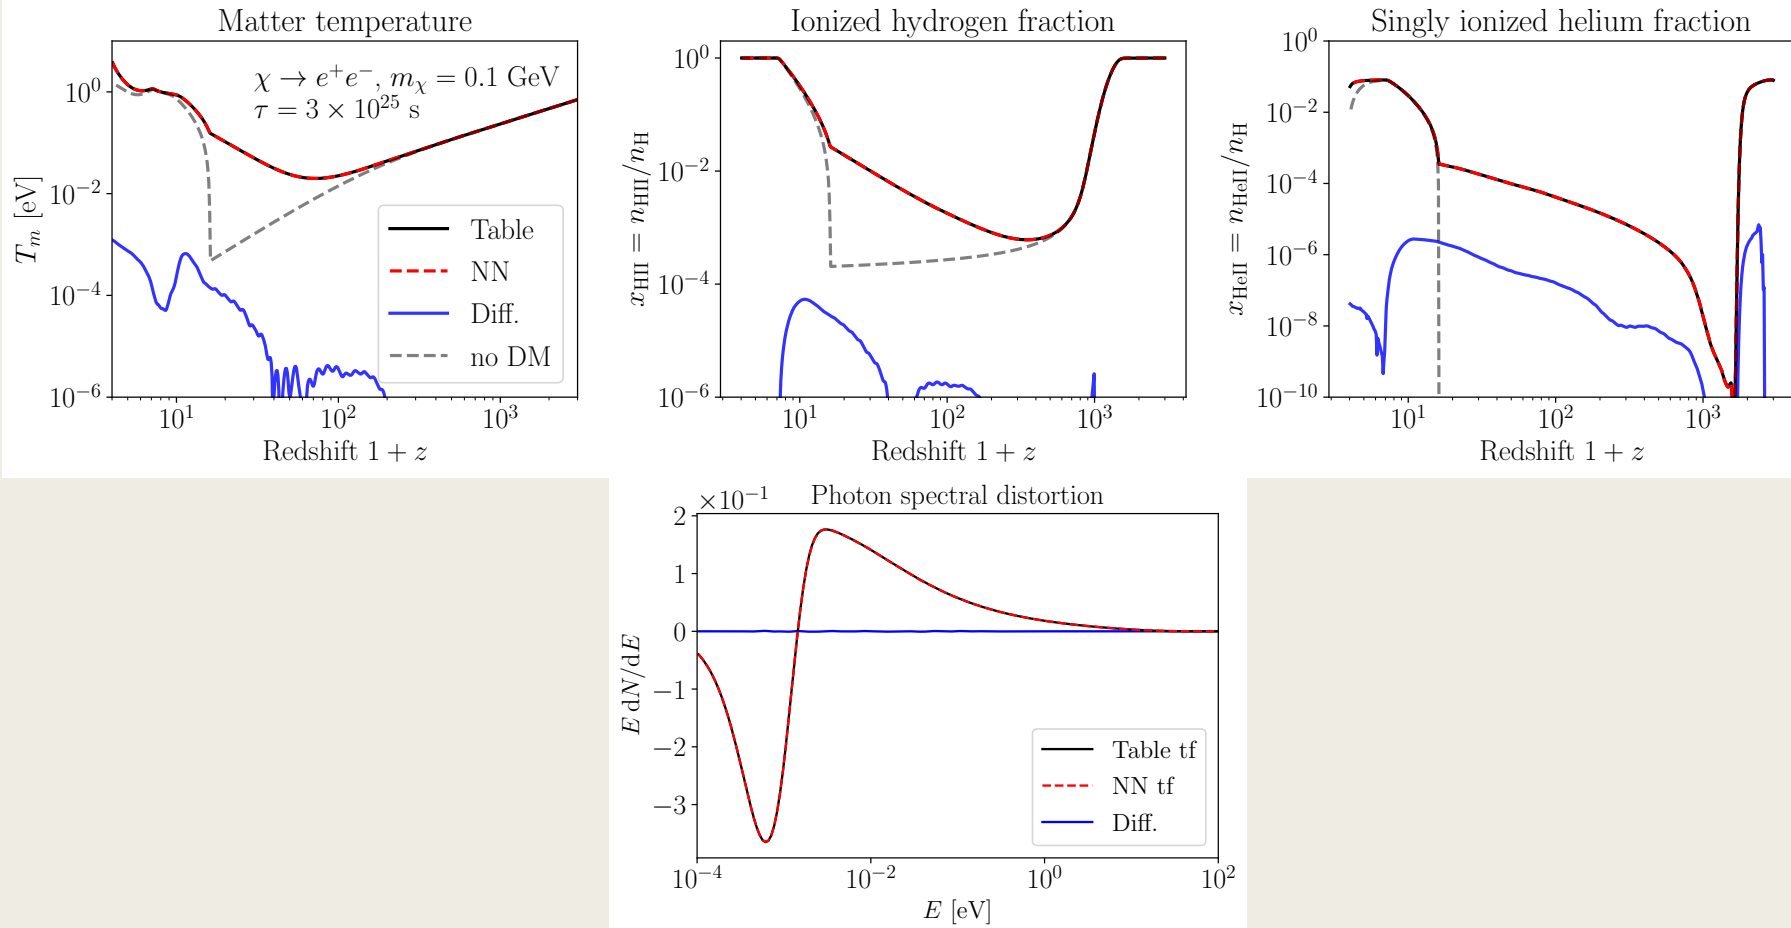 Matter temperature
Ionized hydrogen fraction
Singly ionized helium fraction
χ → e⁺e⁻, m_χ = 0.1 GeV
τ = 3 × 10²⁵ s
T_m [eV]
10⁰
10⁻²
10⁻⁴
10⁻⁶
Table
NN
Diff.
no DM
10¹
10²
10³
Redshift 1 + z
x_HII = n_HII/n_H
10⁰
10⁻²
10⁻⁴
10⁻⁶
10¹
10²
10³
Redshift 1 + z
x_HeII = n_HeII/n_H
10⁰
10⁻²
10⁻⁴
10⁻⁶
10⁻⁸
10⁻¹⁰
10¹
10²
10³
Redshift 1 + z
×10⁻¹
Photon spectral distortion
E dN/dE
2
1
0
−1
−2
−3
Table tf
NN tf
Diff.
10⁻⁴
10⁻²
10⁰
10²
E [eV]